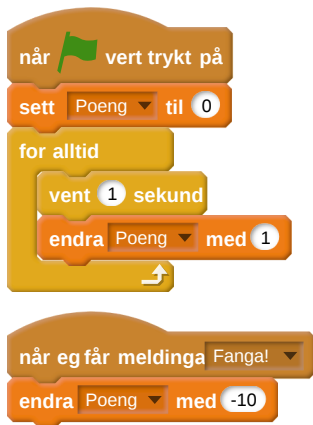 når vert trykt på
sett Poeng til 0
for alltid
vent 1 sekund
endra Poeng med 1
når eg får meldinga Fanga!
endra Poeng med -10